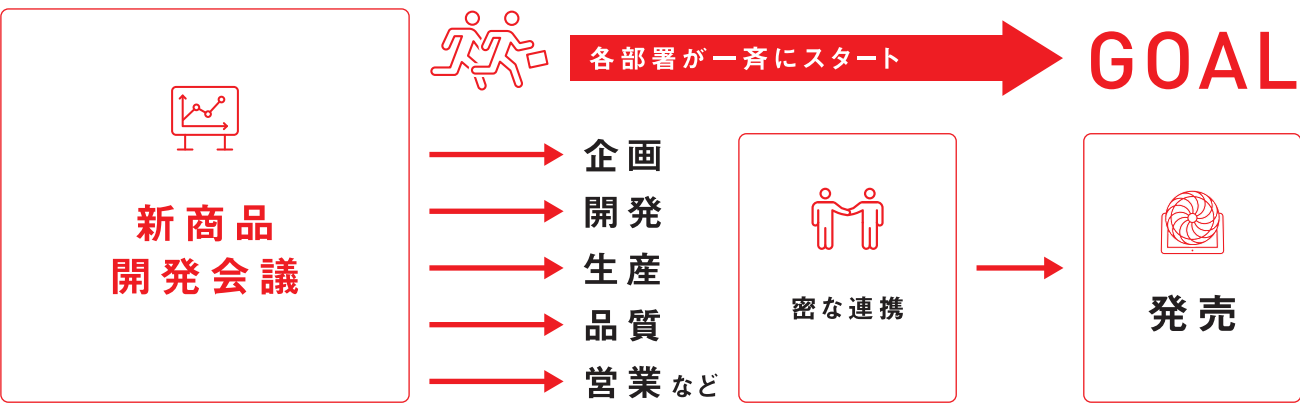 各部署が一斉にスタート
GOAL
新商品
開発会議
企画
開発
生産
品質
営業など
密な連携
発売